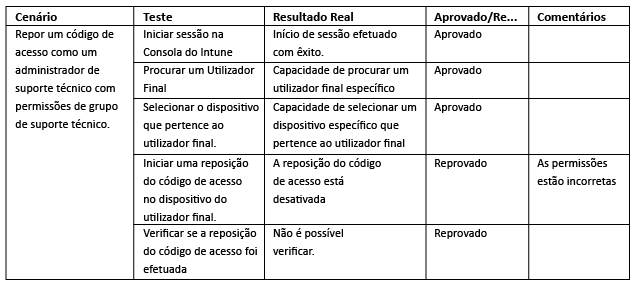 Cenário Teste Resultado Real Aprovado/Re... Comentários
Repor um código de
acesso como um
administrador de
suporte técnico com
permissões de grupo
de suporte técnico.
Iniciar sessão na
Consola do Intune
Início de sessão efetuado
com êxito.
Aprovado
Procurar um Utilizador
Final
Capacidade de procurar um
utilizador final específico
Aprovado
Selecionar o dispositivo
que pertence ao
utilizador final.
Capacidade de selecionar um
dispositivo específico que
pertence ao utilizador final
Aprovado
Iniciar uma reposição
do código de acesso
no dispositivo do
utilizador final.
A reposição do código
de acesso está
desativada
Reprovado
As permissões
estão incorretas
Verificar se a reposição
do código de acesso foi
efetuada
Não é possível
verificar.
Reprovado